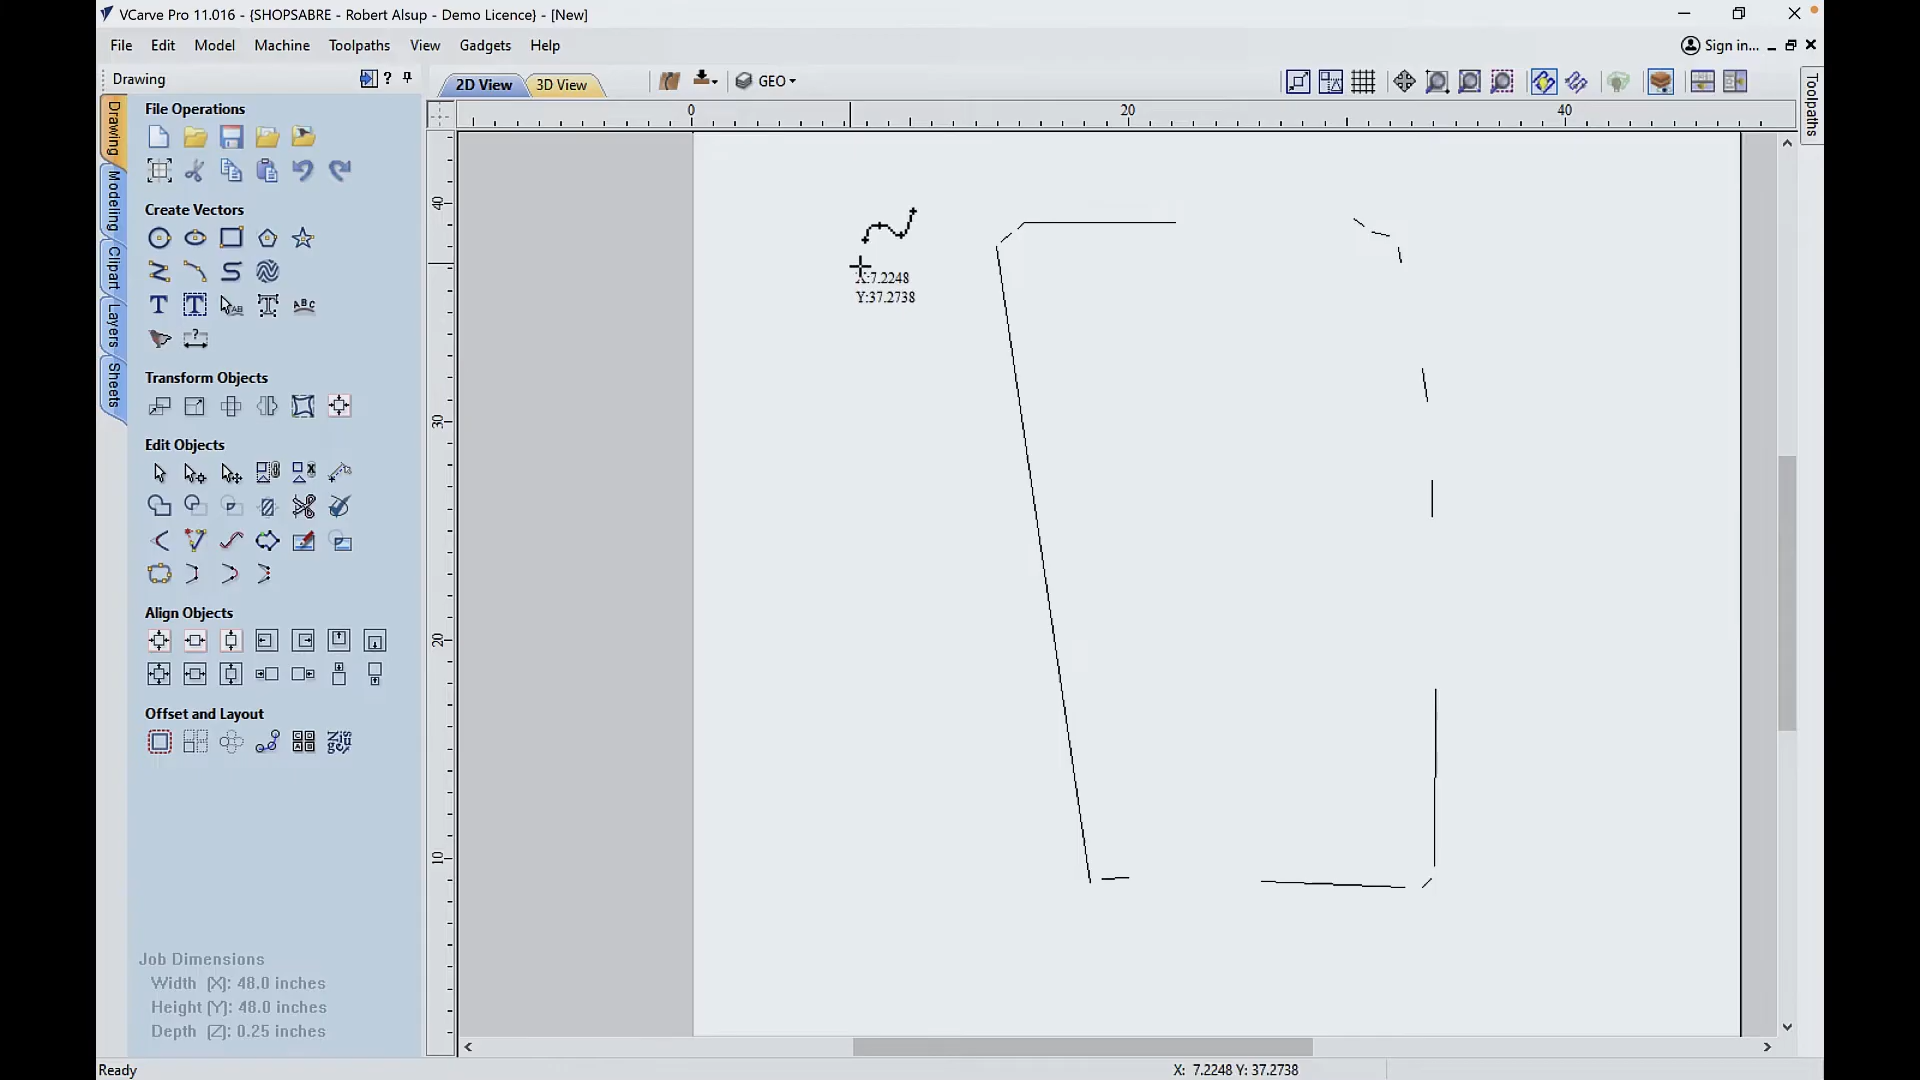 VCarve Pro 11.016 - {SHOPSABRE - Robert Alsup - Demo Licence} - [New]
File Edit Model Machine Toolpaths View Gadgets Help
Sign in...
Drawing
2D View 3D View
GEO
Toolpaths
Drawing
Modeling
Clipart
Layers
Sheets
File Operations
Create Vectors
Transform Objects
Edit Objects
Align Objects
Offset and Layout
Job Dimensions
Width (X): 48.0 inches
Height (Y): 48.0 inches
Depth (Z): 0.25 inches
0 20 40
40
30
20
10
X:7.2248
Y:37.2738
Ready
X: 7.2248 Y: 37.2738